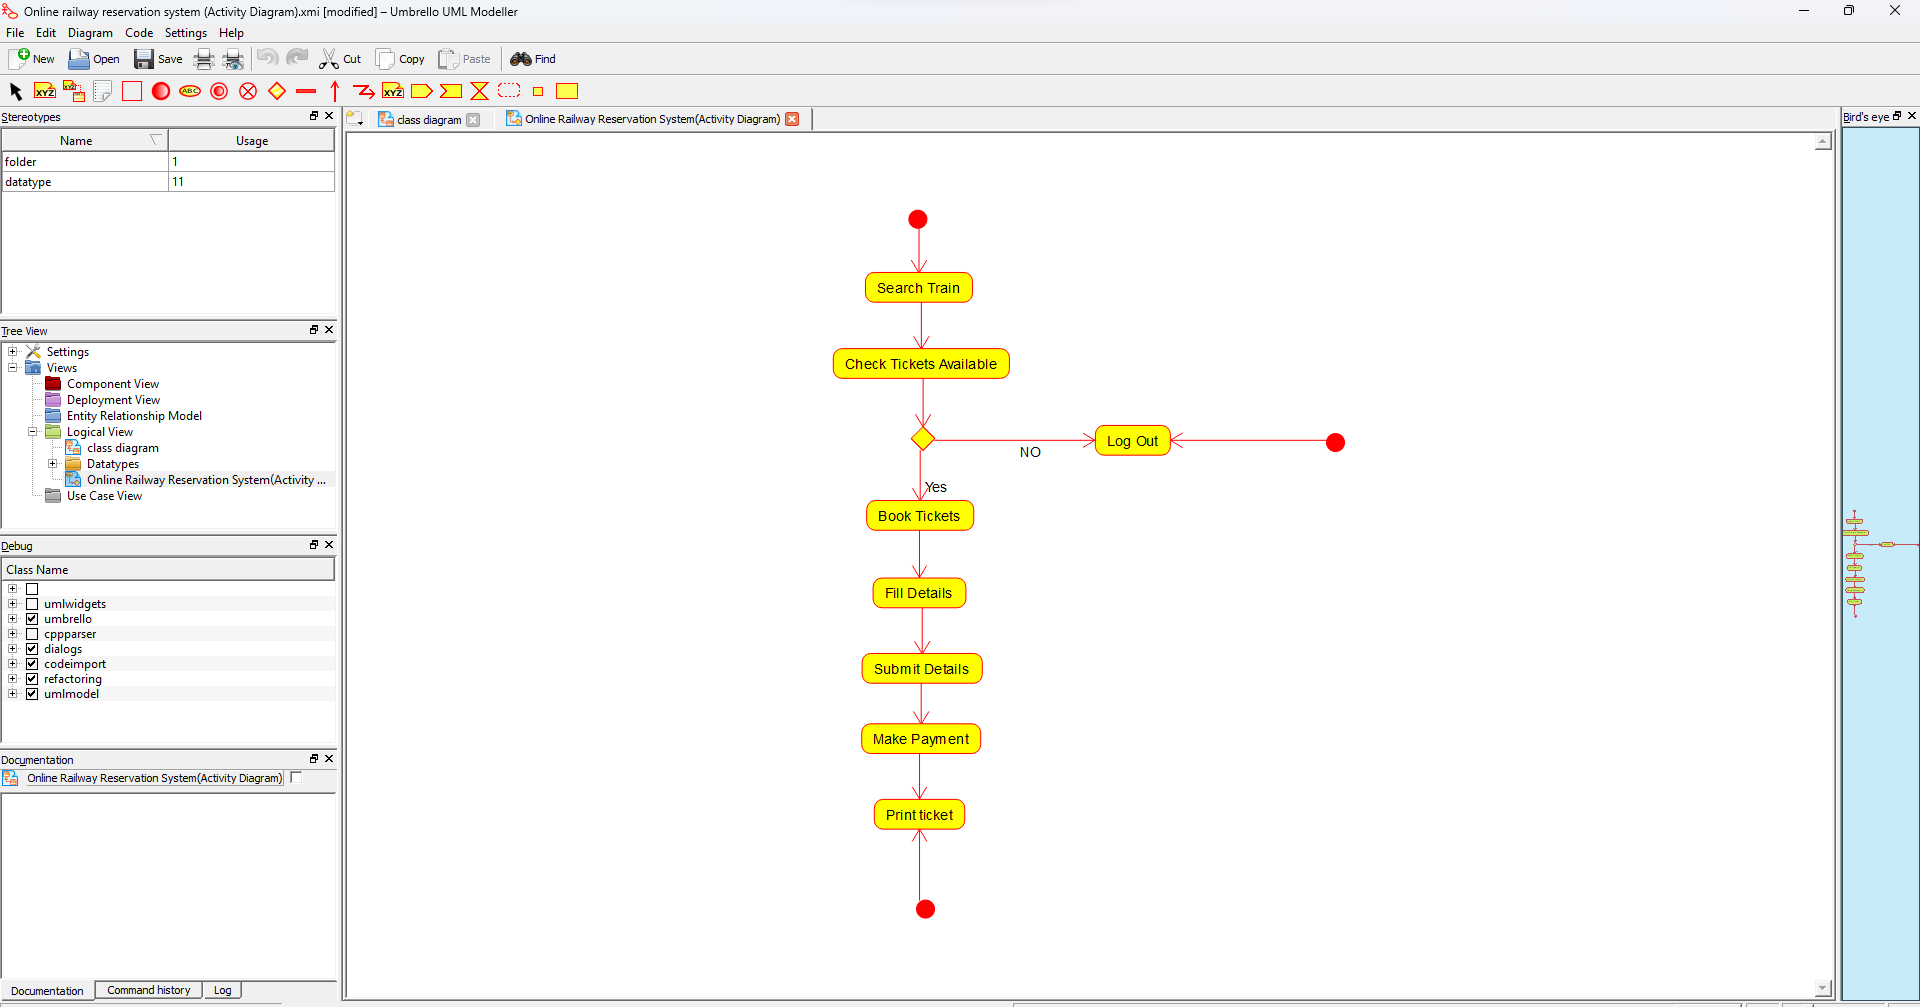 Online railway reservation system (Activity Diagram).xmi [modified] – Umbrello UML Modeller
File Edit Diagram Code Settings Help
New Open Save Cut Copy Paste Find
XYZ XYZ ABC XYZ
Stereotypes
Name Usage
folder 1
datatype 11
Tree View
Settings
Views
Component View
Deployment View
Entity Relationship Model
Logical View
class diagram
Datatypes
Online Railway Reservation System(Activity ...
Use Case View
Debug
Class Name
umlwidgets
umbrello
cppparser
dialogs
codeimport
refactoring
umlmodel
Documentation
Online Railway Reservation System(Activity Diagram)
Documentation Command history Log
class diagram Online Railway Reservation System(Activity Diagram)
Search Train
Check Tickets Available
NO
Log Out
Yes
Book Tickets
Fill Details
Submit Details
Make Payment
Print ticket
Bird's eye